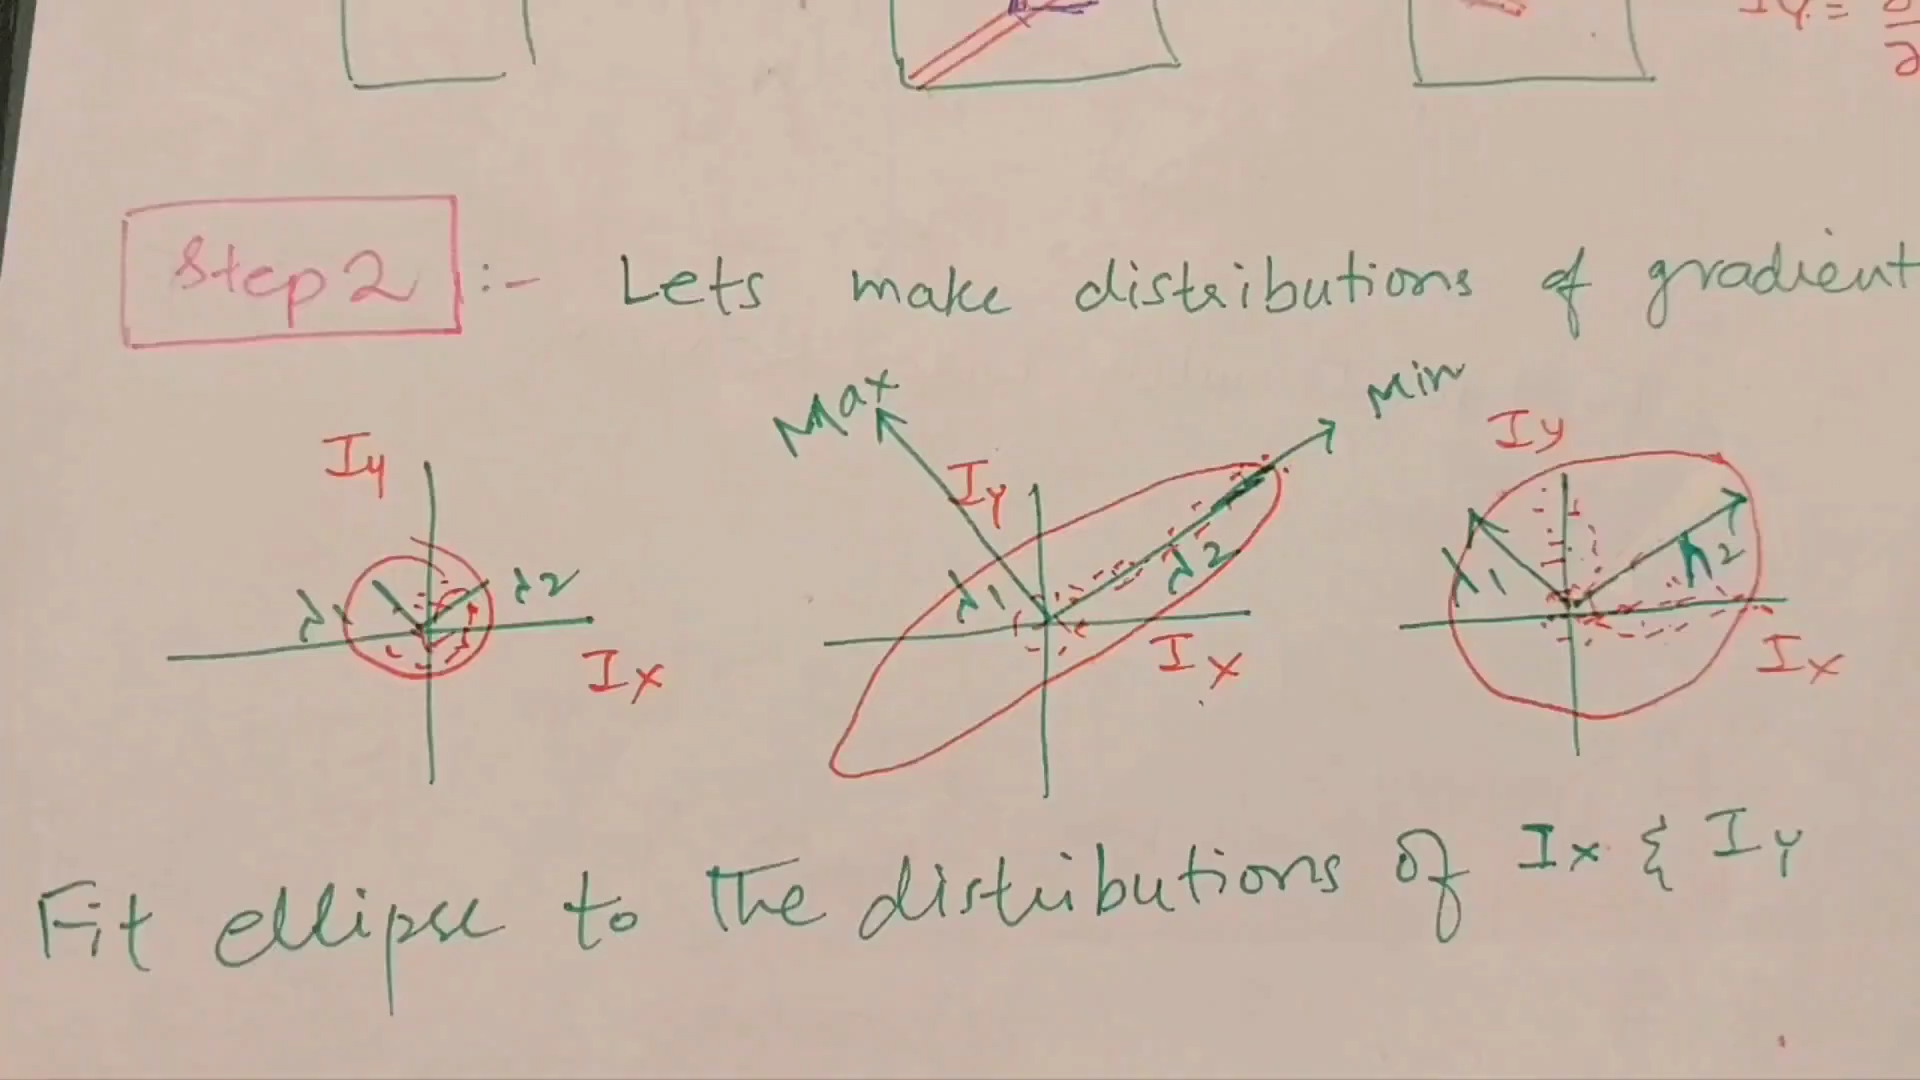 IY = ∂
∂
Step 2 :- Lets make distributions of gradient
Max
Min
Iy
λ1
λ2
Ix
IY
λ1
λ2
Ix
Iy
λ1
λ2
Ix
Fit ellipse to the distributions of Ix & IY